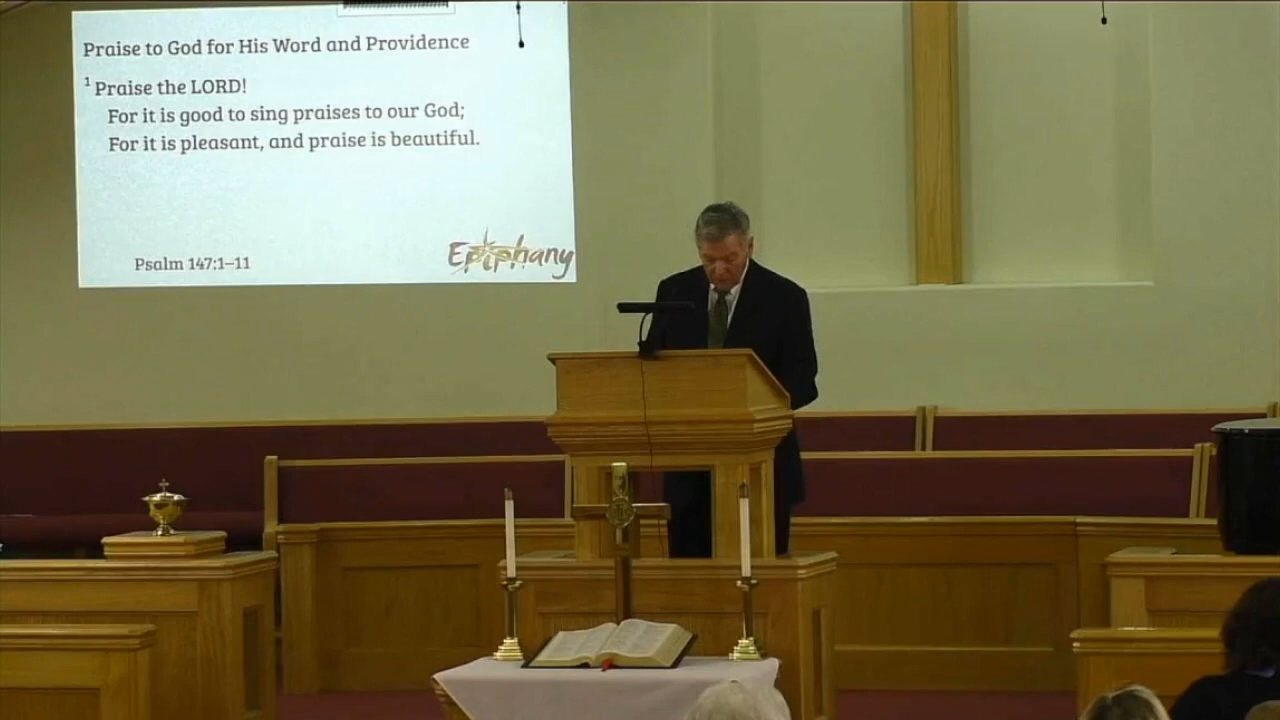 Praise to God for His Word and Providence
1 Praise the LORD!
For it is good to sing praises to our God;
For it is pleasant, and praise is beautiful.
Psalm 147:1–11
Epiphany